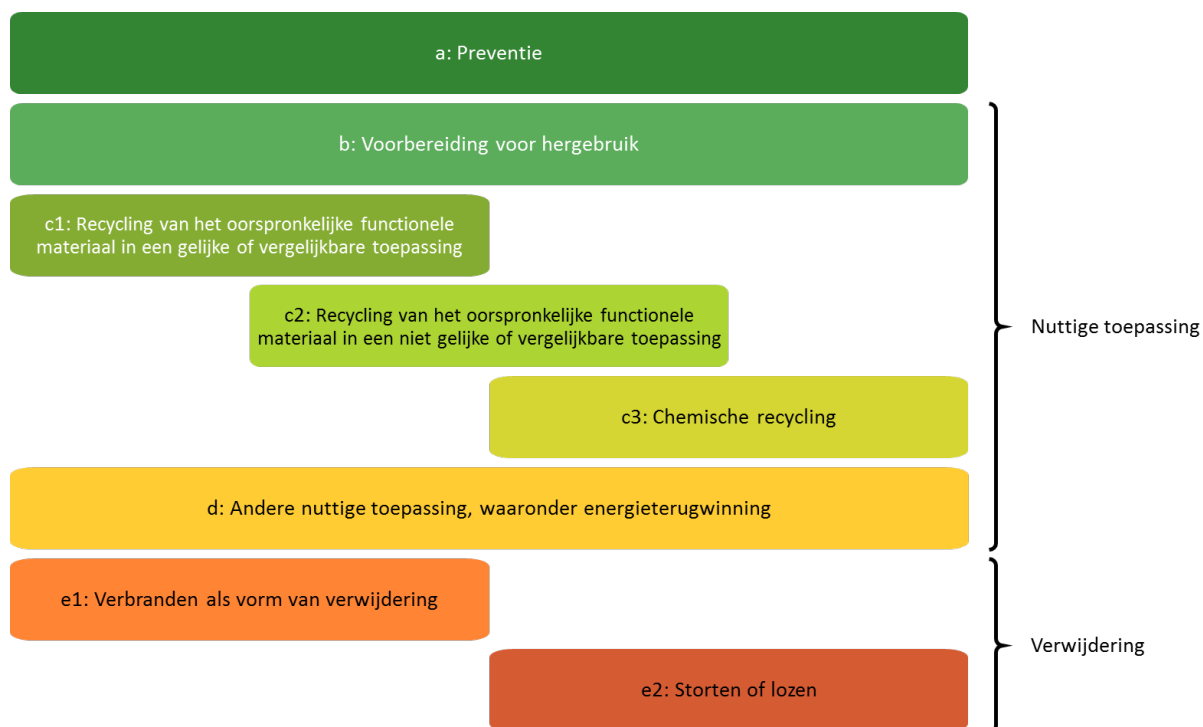 a: Preventie
b: Voorbereiding voor hergebruik
c1: Recycling van het oorspronkelijke functionele
materiaal in een gelijke of vergelijkbare toepassing
c2: Recycling van het oorspronkelijke functionele
materiaal in een niet gelijke of vergelijkbare toepassing
Nuttige toepassing
c3: Chemische recycling
d: Andere nuttige toepassing, waaronder energieterugwinning
e1: Verbranden als vorm van verwijdering
Verwijdering
e2: Storten of lozen